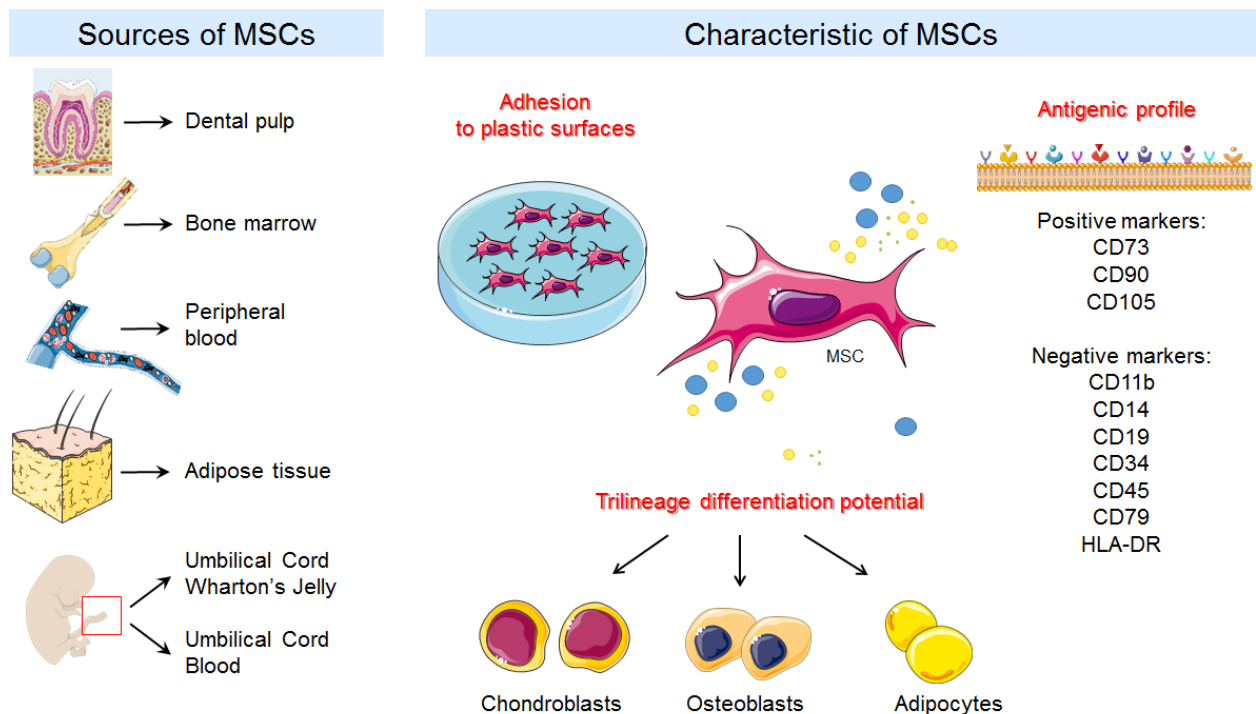 Sources of MSCs
Dental pulp
Bone marrow
Peripheral
blood
Adipose tissue
Umbilical Cord
Wharton's Jelly
Umbilical Cord
Blood
Characteristic of MSCs
Adhesion
to plastic surfaces
MSC
Antigenic profile
Positive markers:
CD73
CD90
CD105
Negative markers:
CD11b
CD14
CD19
CD34
CD45
CD79
HLA-DR
Trilineage differentiation potential
Chondroblasts
Osteoblasts
Adipocytes